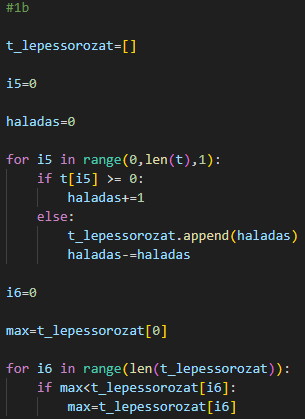 #1b
t_lepessorozat=[]
i5=0
haladas=0
for i5 in range(0,len(t),1):
    if t[i5] >= 0:
        haladas+=1
    else:
        t_lepessorozat.append(haladas)
        haladas-=haladas
i6=0
max=t_lepessorozat[0]
for i6 in range(len(t_lepessorozat)):
    if max<t_lepessorozat[i6]:
        max=t_lepessorozat[i6]